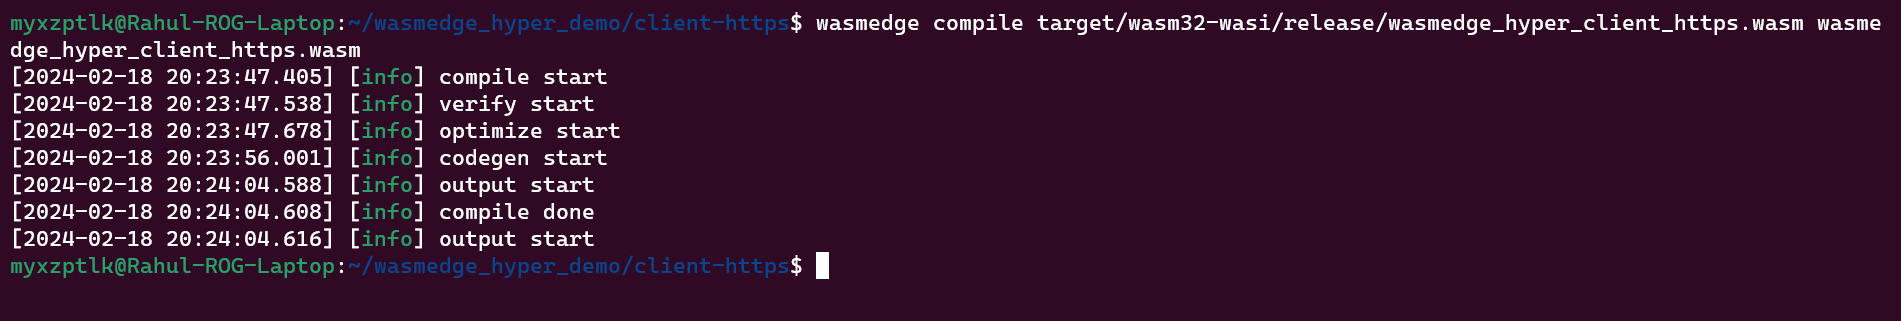 myxzptlk@Rahul-ROG-Laptop:~/wasmedge_hyper_demo/client-https$ wasmedge compile target/wasm32-wasi/release/wasmedge_hyper_client_https.wasm wasme
dge_hyper_client_https.wasm
[2024-02-18 20:23:47.405] [info] compile start
[2024-02-18 20:23:47.538] [info] verify start
[2024-02-18 20:23:47.678] [info] optimize start
[2024-02-18 20:23:56.001] [info] codegen start
[2024-02-18 20:24:04.588] [info] output start
[2024-02-18 20:24:04.608] [info] compile done
[2024-02-18 20:24:04.616] [info] output start
myxzptlk@Rahul-ROG-Laptop:~/wasmedge_hyper_demo/client-https$